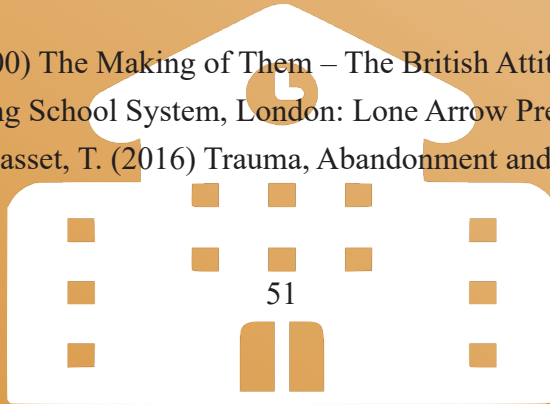 00) The Making of Them – The British Attit
ng School System, London: Lone Arrow Pre
asset, T. (2016) Trauma, Abandonment and
51